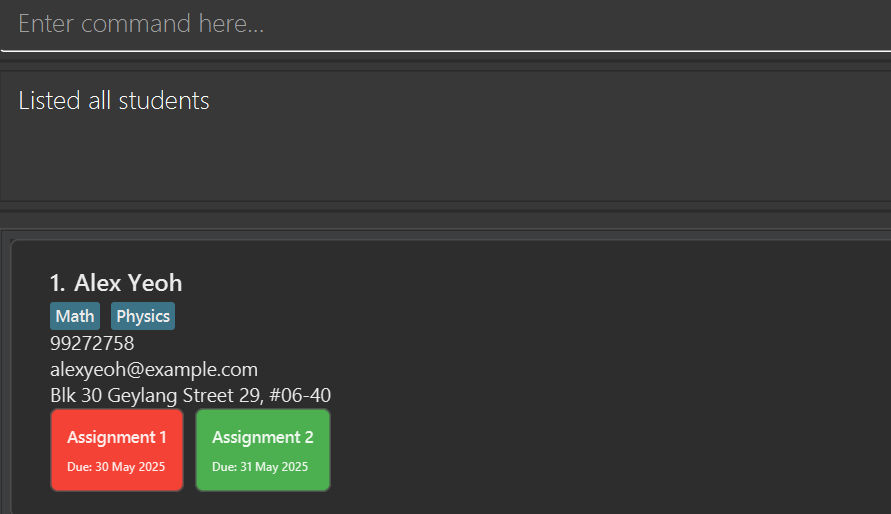 Enter command here...
Listed all students
1. Alex Yeoh
Math Physics
99272758
alexyeoh@example.com
Blk 30 Geylang Street 29, #06-40
Assignment 1 Assignment 2
Due: 30 May 2025 Due: 31 May 2025